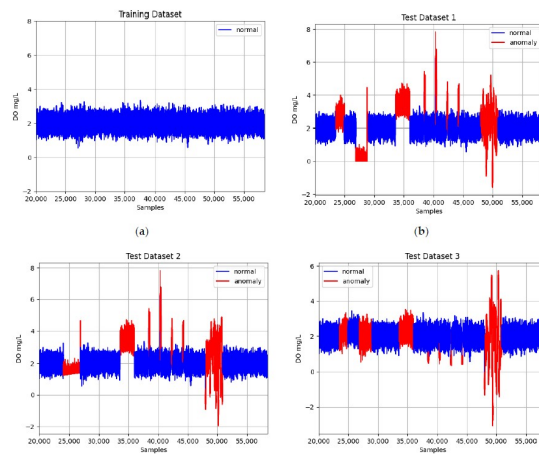 Training Dataset
normal
DO mg/L
8
6
4
2
0
−2
20,000 25,000 30,000 35,000 40,000 45,000 50,000 55,000
Samples
(a)
Test Dataset 1
normal
anomaly
DO mg/L
8
6
4
2
0
−2
20,000 25,000 30,000 35,000 40,000 45,000 50,000 55,000
Samples
(b)
Test Dataset 2
normal
anomaly
DO mg/L
8
6
4
2
0
−2
20,000 25,000 30,000 35,000 40,000 45,000 50,000 55,000
Samples
Test Dataset 3
normal
anomaly
DO mg/L
6
4
2
0
−2
20,000 25,000 30,000 35,000 40,000 45,000 50,000 55,000
Samples